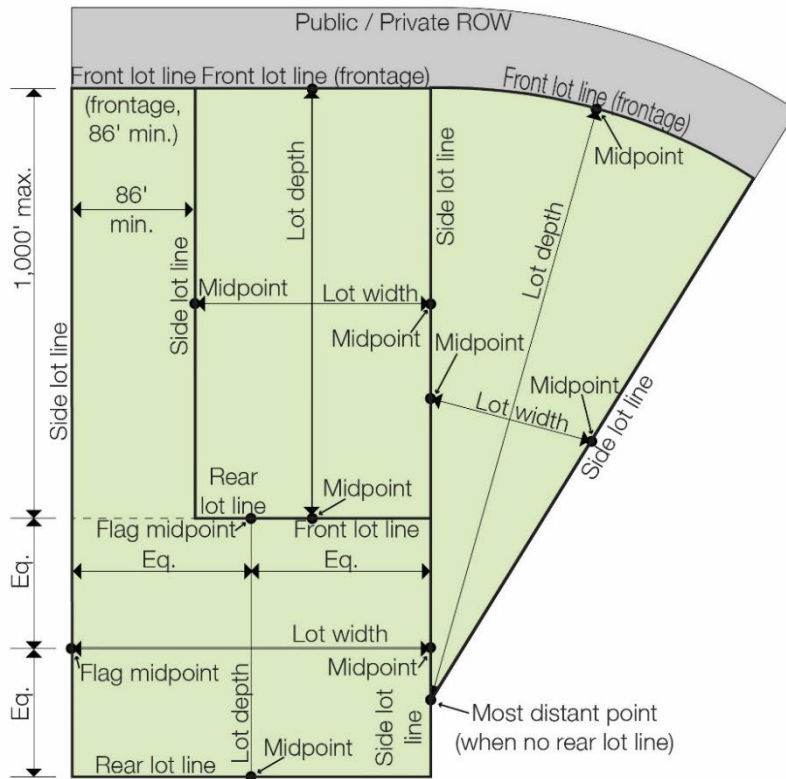 Public / Private ROW
Front lot line
(frontage,
86' min.)
Front lot line (frontage)
Front lot line (frontage)
Midpoint
1,000' max.
86'
min.
Side lot line
Side lot line
Lot depth
Side lot line
Lot depth
Midpoint
Lot width
Midpoint
Midpoint
Midpoint
Lot width
Side lot line
Rear
lot line
Midpoint
Flag midpoint
Front lot line
Eq.
Eq.
Eq.
Lot width
Flag midpoint
Midpoint
Eq.
Lot depth
Side lot
line
Most distant point
(when no rear lot line)
Midpoint
Rear lot line